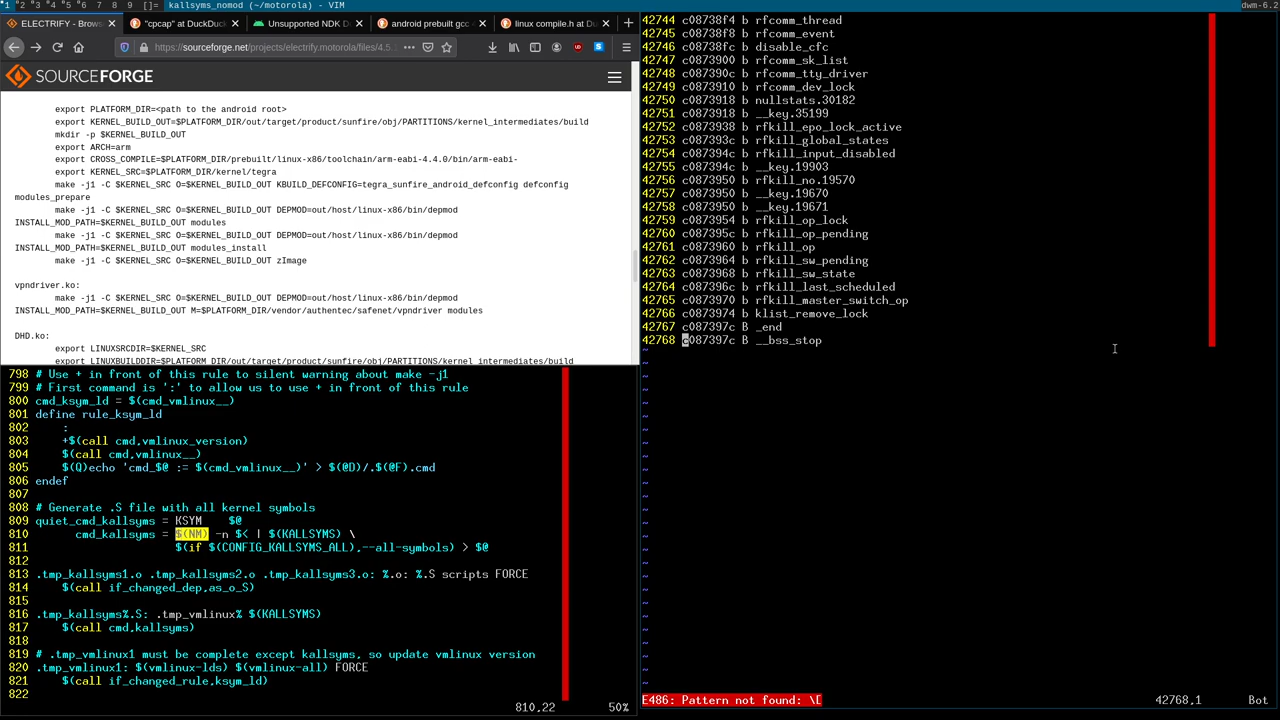 1 2 3 4 5 6 7 8 9 []= kallsyms_nomod (~/motorola) - VIM dwm-6.2
ELECTRIFY - Brows
"cpcap" at DuckDuck
Unsupported NDK D
android prebuilt gcc
linux compile.h at Du
https://sourceforge.net/projects/electrify.motorola/files/4.5.
SOURCEFORGE
export PLATFORM_DIR=<path to the android root>
export KERNEL_BUILD_OUT=$PLATFORM_DIR/out/target/product/sunfire/obj/PARTITIONS/kernel_intermediates/build
mkdir -p $KERNEL_BUILD_OUT
export ARCH=arm
export CROSS_COMPILE=$PLATFORM_DIR/prebuilt/linux-x86/toolchain/arm-eabi-4.4.0/bin/arm-eabi-
export KERNEL_SRC=$PLATFORM_DIR/kernel/tegra
make -j1 -C $KERNEL_SRC O=$KERNEL_BUILD_OUT KBUILD_DEFCONFIG=tegra_sunfire_android_defconfig defconfig
modules_prepare
make -j1 -C $KERNEL_SRC O=$KERNEL_BUILD_OUT DEPMOD=out/host/linux-x86/bin/depmod
INSTALL_MOD_PATH=$KERNEL_BUILD_OUT modules
make -j1 -C $KERNEL_SRC O=$KERNEL_BUILD_OUT DEPMOD=out/host/linux-x86/bin/depmod
INSTALL_MOD_PATH=$KERNEL_BUILD_OUT modules_install
make -j1 -C $KERNEL_SRC O=$KERNEL_BUILD_OUT zImage
vpndriver.ko:
make -j1 -C $KERNEL_SRC O=$KERNEL_BUILD_OUT DEPMOD=out/host/linux-x86/bin/depmod
INSTALL_MOD_PATH=$KERNEL_BUILD_OUT M=$PLATFORM_DIR/vendor/authentec/safenet/vpndriver modules
DHD.ko:
export LINUXSRCDIR=$KERNEL_SRC
export LINUXBUILDDIR=$PLATFORM_DIR/out/target/product/sunfire/obj/PARTITIONS/kernel_intermediates/build
798 # Use + in front of this rule to silent warning about make -j1
799 # First command is ':' to allow us to use + in front of this rule
800 cmd_ksym_ld = $(cmd_vmlinux__)
801 define rule_ksym_ld
802 :
803 +$(call cmd,vmlinux_version)
804 $(call cmd,vmlinux__)
805 $(Q)echo 'cmd_$@ := $(cmd_vmlinux__)' > $(@D)/.$(@F).cmd
806 endef
807
808 # Generate .S file with all kernel symbols
809 quiet_cmd_kallsyms = KSYM $@
810 cmd_kallsyms = $(NM) -n $< | $(KALLSYMS) \
811 $(if $(CONFIG_KALLSYMS_ALL),--all-symbols) > $@
812
813 .tmp_kallsyms1.o .tmp_kallsyms2.o .tmp_kallsyms3.o: %.o: %.S scripts FORCE
814 $(call if_changed_dep,as_o_S)
815
816 .tmp_kallsyms%.S: .tmp_vmlinux% $(KALLSYMS)
817 $(call cmd,kallsyms)
818
819 # .tmp_vmlinux1 must be complete except kallsyms, so update vmlinux version
820 .tmp_vmlinux1: $(vmlinux-lds) $(vmlinux-all) FORCE
821 $(call if_changed_rule,ksym_ld)
822
810,22 50%
42744 c08738f4 b rfcomm_thread
42745 c08738f8 b rfcomm_event
42746 c08738fc b disable_cfc
42747 c0873900 b rfcomm_sk_list
42748 c087390c b rfcomm_tty_driver
42749 c0873910 b rfcomm_dev_lock
42750 c0873918 b nullstats.30182
42751 c0873918 b __key.35199
42752 c0873938 b rfkill_epo_lock_active
42753 c087393c b rfkill_global_states
42754 c087394c b rfkill_input_disabled
42755 c087394c b __key.19903
42756 c0873950 b rfkill_no.19570
42757 c0873950 b __key.19670
42758 c0873950 b __key.19671
42759 c0873954 b rfkill_op_lock
42760 c087395c b rfkill_op_pending
42761 c0873960 b rfkill_op
42762 c0873964 b rfkill_sw_pending
42763 c0873968 b rfkill_sw_state
42764 c087396c b rfkill_last_scheduled
42765 c0873970 b rfkill_master_switch_op
42766 c0873974 b klist_remove_lock
42767 c087397c B _end
42768 c087397c B __bss_stop
E486: Pattern not found: \[ 42768,1 Bot